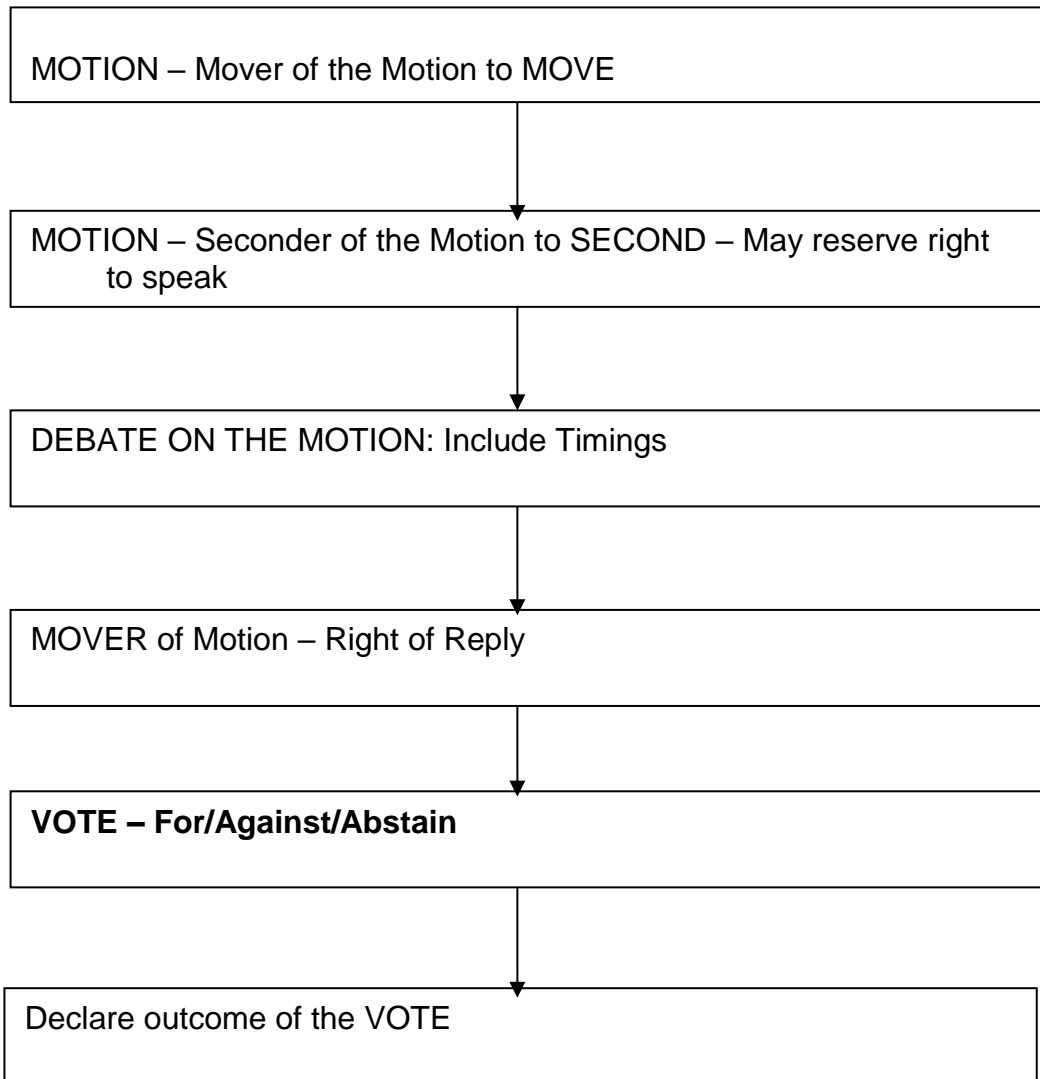 MOTION – Mover of the Motion to MOVE
MOTION – Seconder of the Motion to SECOND – May reserve right
to speak
DEBATE ON THE MOTION: Include Timings
MOVER of Motion – Right of Reply
VOTE – For/Against/Abstain
Declare outcome of the VOTE